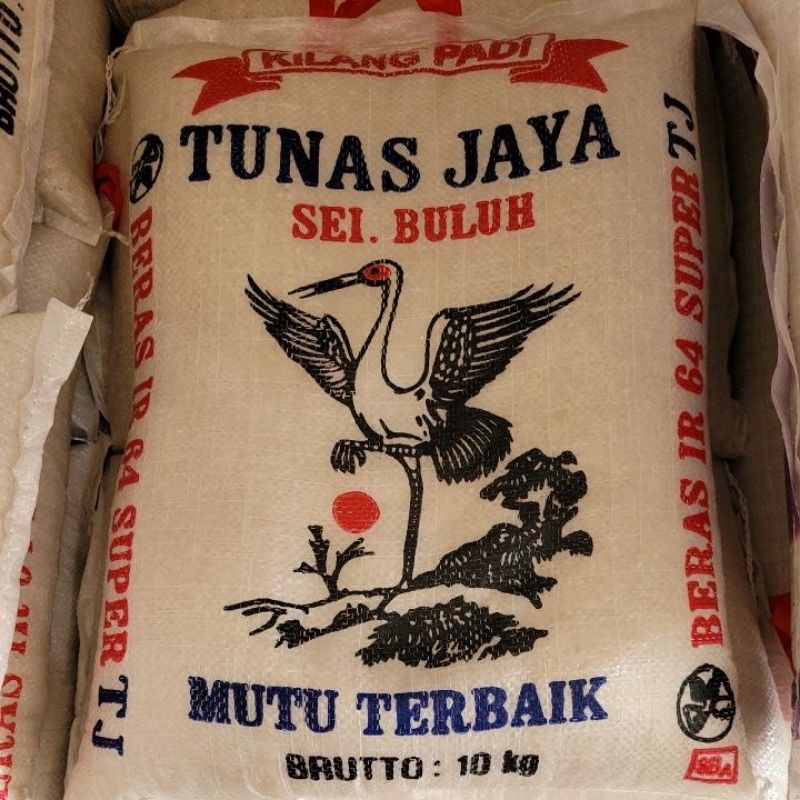 KILANG PADI
TUNAS JAYA
SEI. BULUH
BERAS IR 64 SUPER TJ
BERAS IR 64 SUPER TJ
MUTU TERBAIK
BRUTTO : 10 kg
BRUTTO :